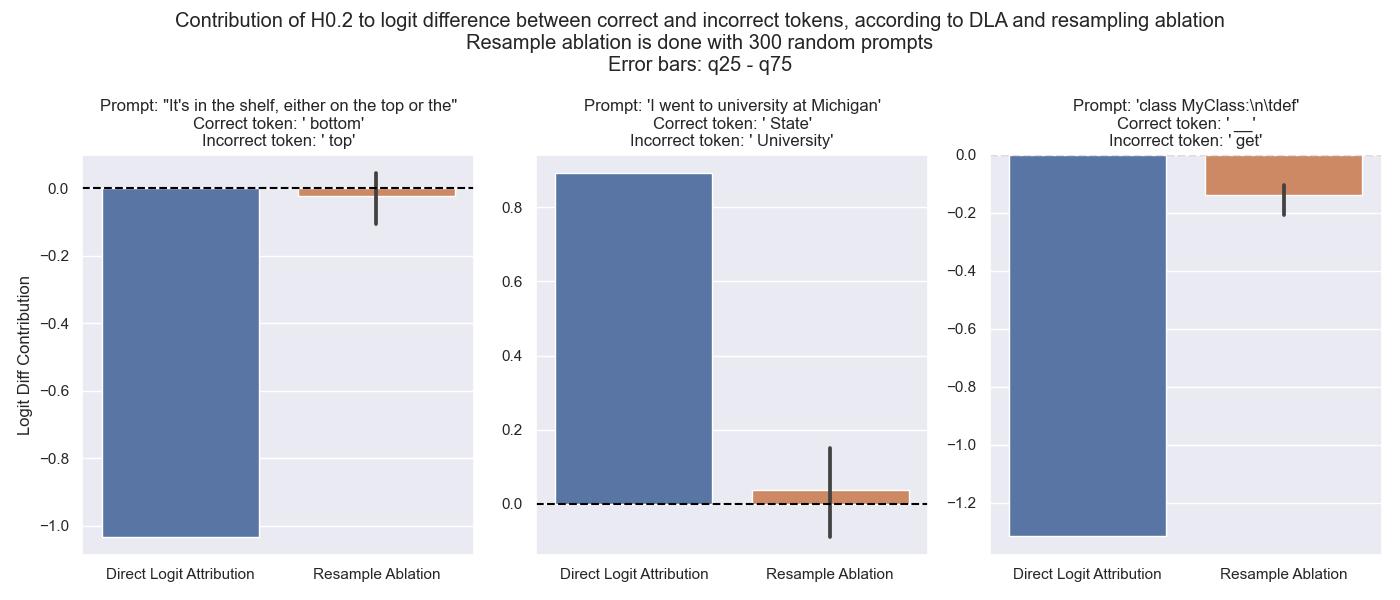 Contribution of H0.2 to logit difference between correct and incorrect tokens, according to DLA and resampling ablation
Resample ablation is done with 300 random prompts
Error bars: q25 - q75
Prompt: "It's in the shelf, either on the top or the"
Correct token: ' bottom'
Incorrect token: ' top'
Logit Diff Contribution
0.0
−0.2
−0.4
−0.6
−0.8
−1.0
Direct Logit Attribution
Resample Ablation
Prompt: 'I went to university at Michigan'
Correct token: ' State'
Incorrect token: ' University'
0.8
0.6
0.4
0.2
0.0
Direct Logit Attribution
Resample Ablation
Prompt: 'class MyClass:\n\tdef'
Correct token: ' __'
Incorrect token: ' get'
0.0
−0.2
−0.4
−0.6
−0.8
−1.0
−1.2
Direct Logit Attribution
Resample Ablation